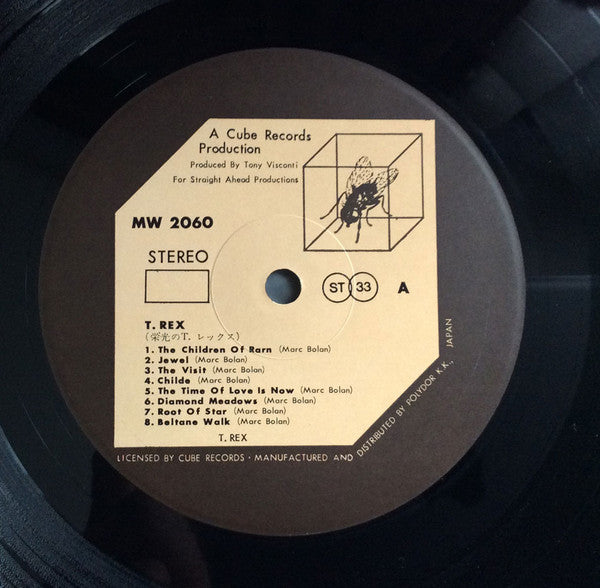 A Cube Records
Production
Produced By Tony Visconti
For Straight Ahead Productions
MW 2060
STEREO
ST 33 A
T. REX
(栄光のT. レックス)
1. The Children Of Rarn (Marc Bolan)
2. Jewel (Marc Bolan)
3. The Visit (Marc Bolan)
4. Childe (Marc Bolan)
5. The Time Of Love Is Now (Marc Bolan)
6. Diamond Meadows (Marc Bolan)
7. Root Of Star (Marc Bolan)
8. Beltane Walk (Marc Bolan)
T. REX
LICENSED BY CUBE RECORDS · MANUFACTURED AND DISTRIBUTED BY POLYDOR K.K., JAPAN